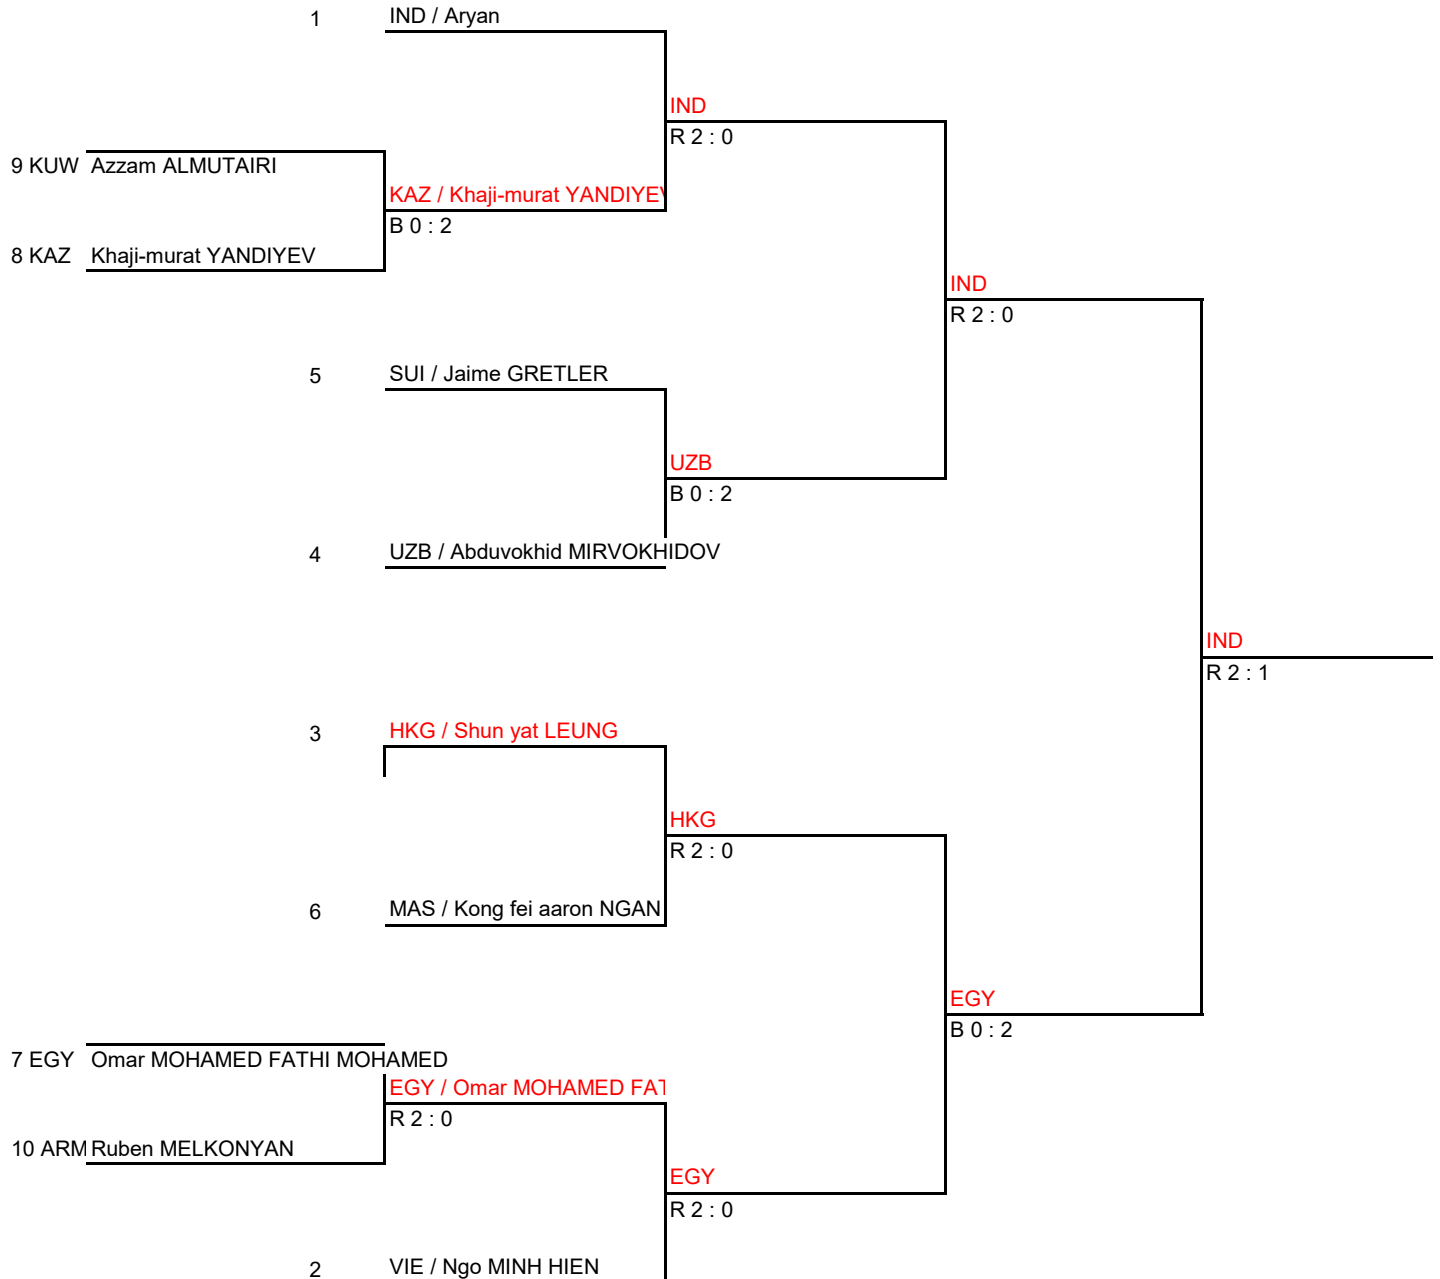 1 IND / Aryan
IND
R 2 : 0
9 KUW Azzam ALMUTAIRI
KAZ / Khaji-murat YANDIYEV
B 0 : 2
8 KAZ Khaji-murat YANDIYEV
IND
R 2 : 0
5 SUI / Jaime GRETLER
UZB
B 0 : 2
4 UZB / Abduvokhid MIRVOKHIDOV
IND
R 2 : 1
3 HKG / Shun yat LEUNG
HKG
R 2 : 0
6 MAS / Kong fei aaron NGAN
EGY
B 0 : 2
7 EGY Omar MOHAMED FATHI MOHAMED
EGY / Omar MOHAMED FAT
R 2 : 0
10 ARM Ruben MELKONYAN
EGY
R 2 : 0
2 VIE / Ngo MINH HIEN